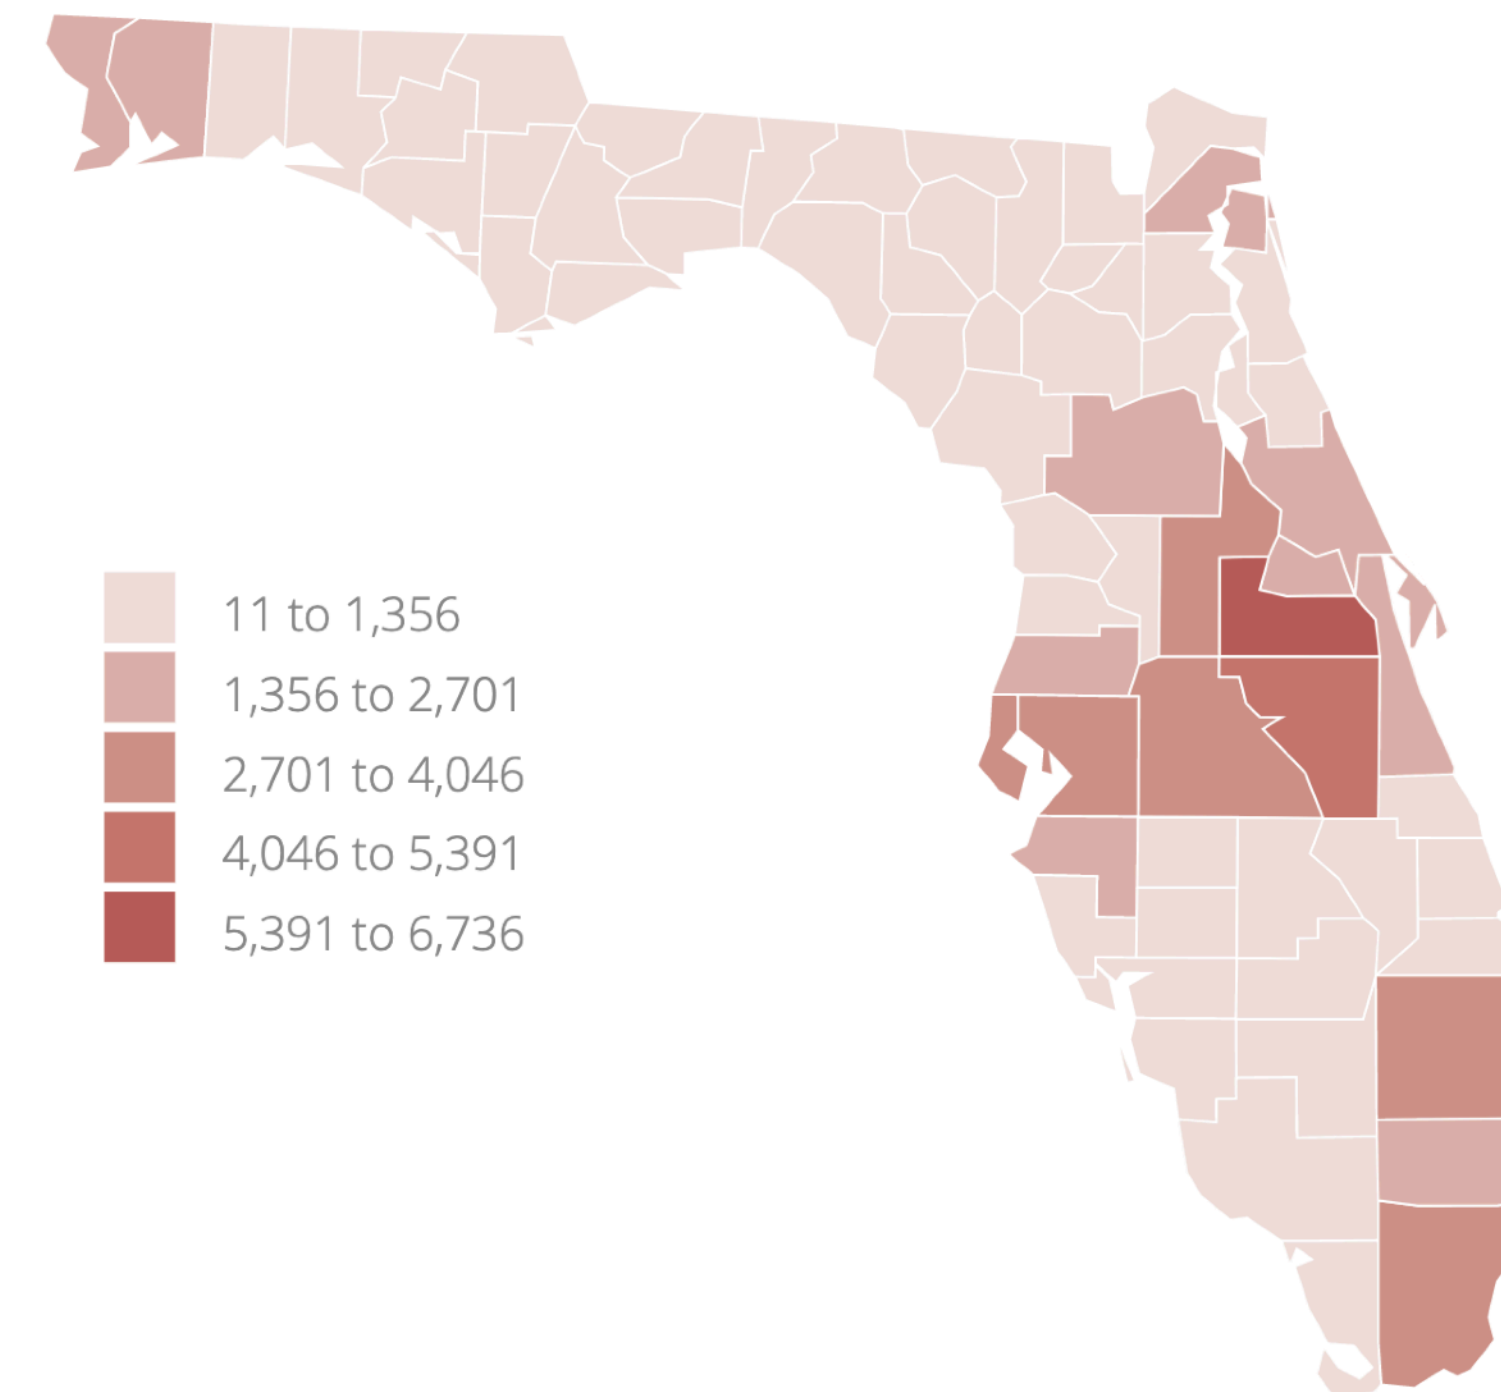 11 to 1,356
1,356 to 2,701
2,701 to 4,046
4,046 to 5,391
5,391 to 6,736